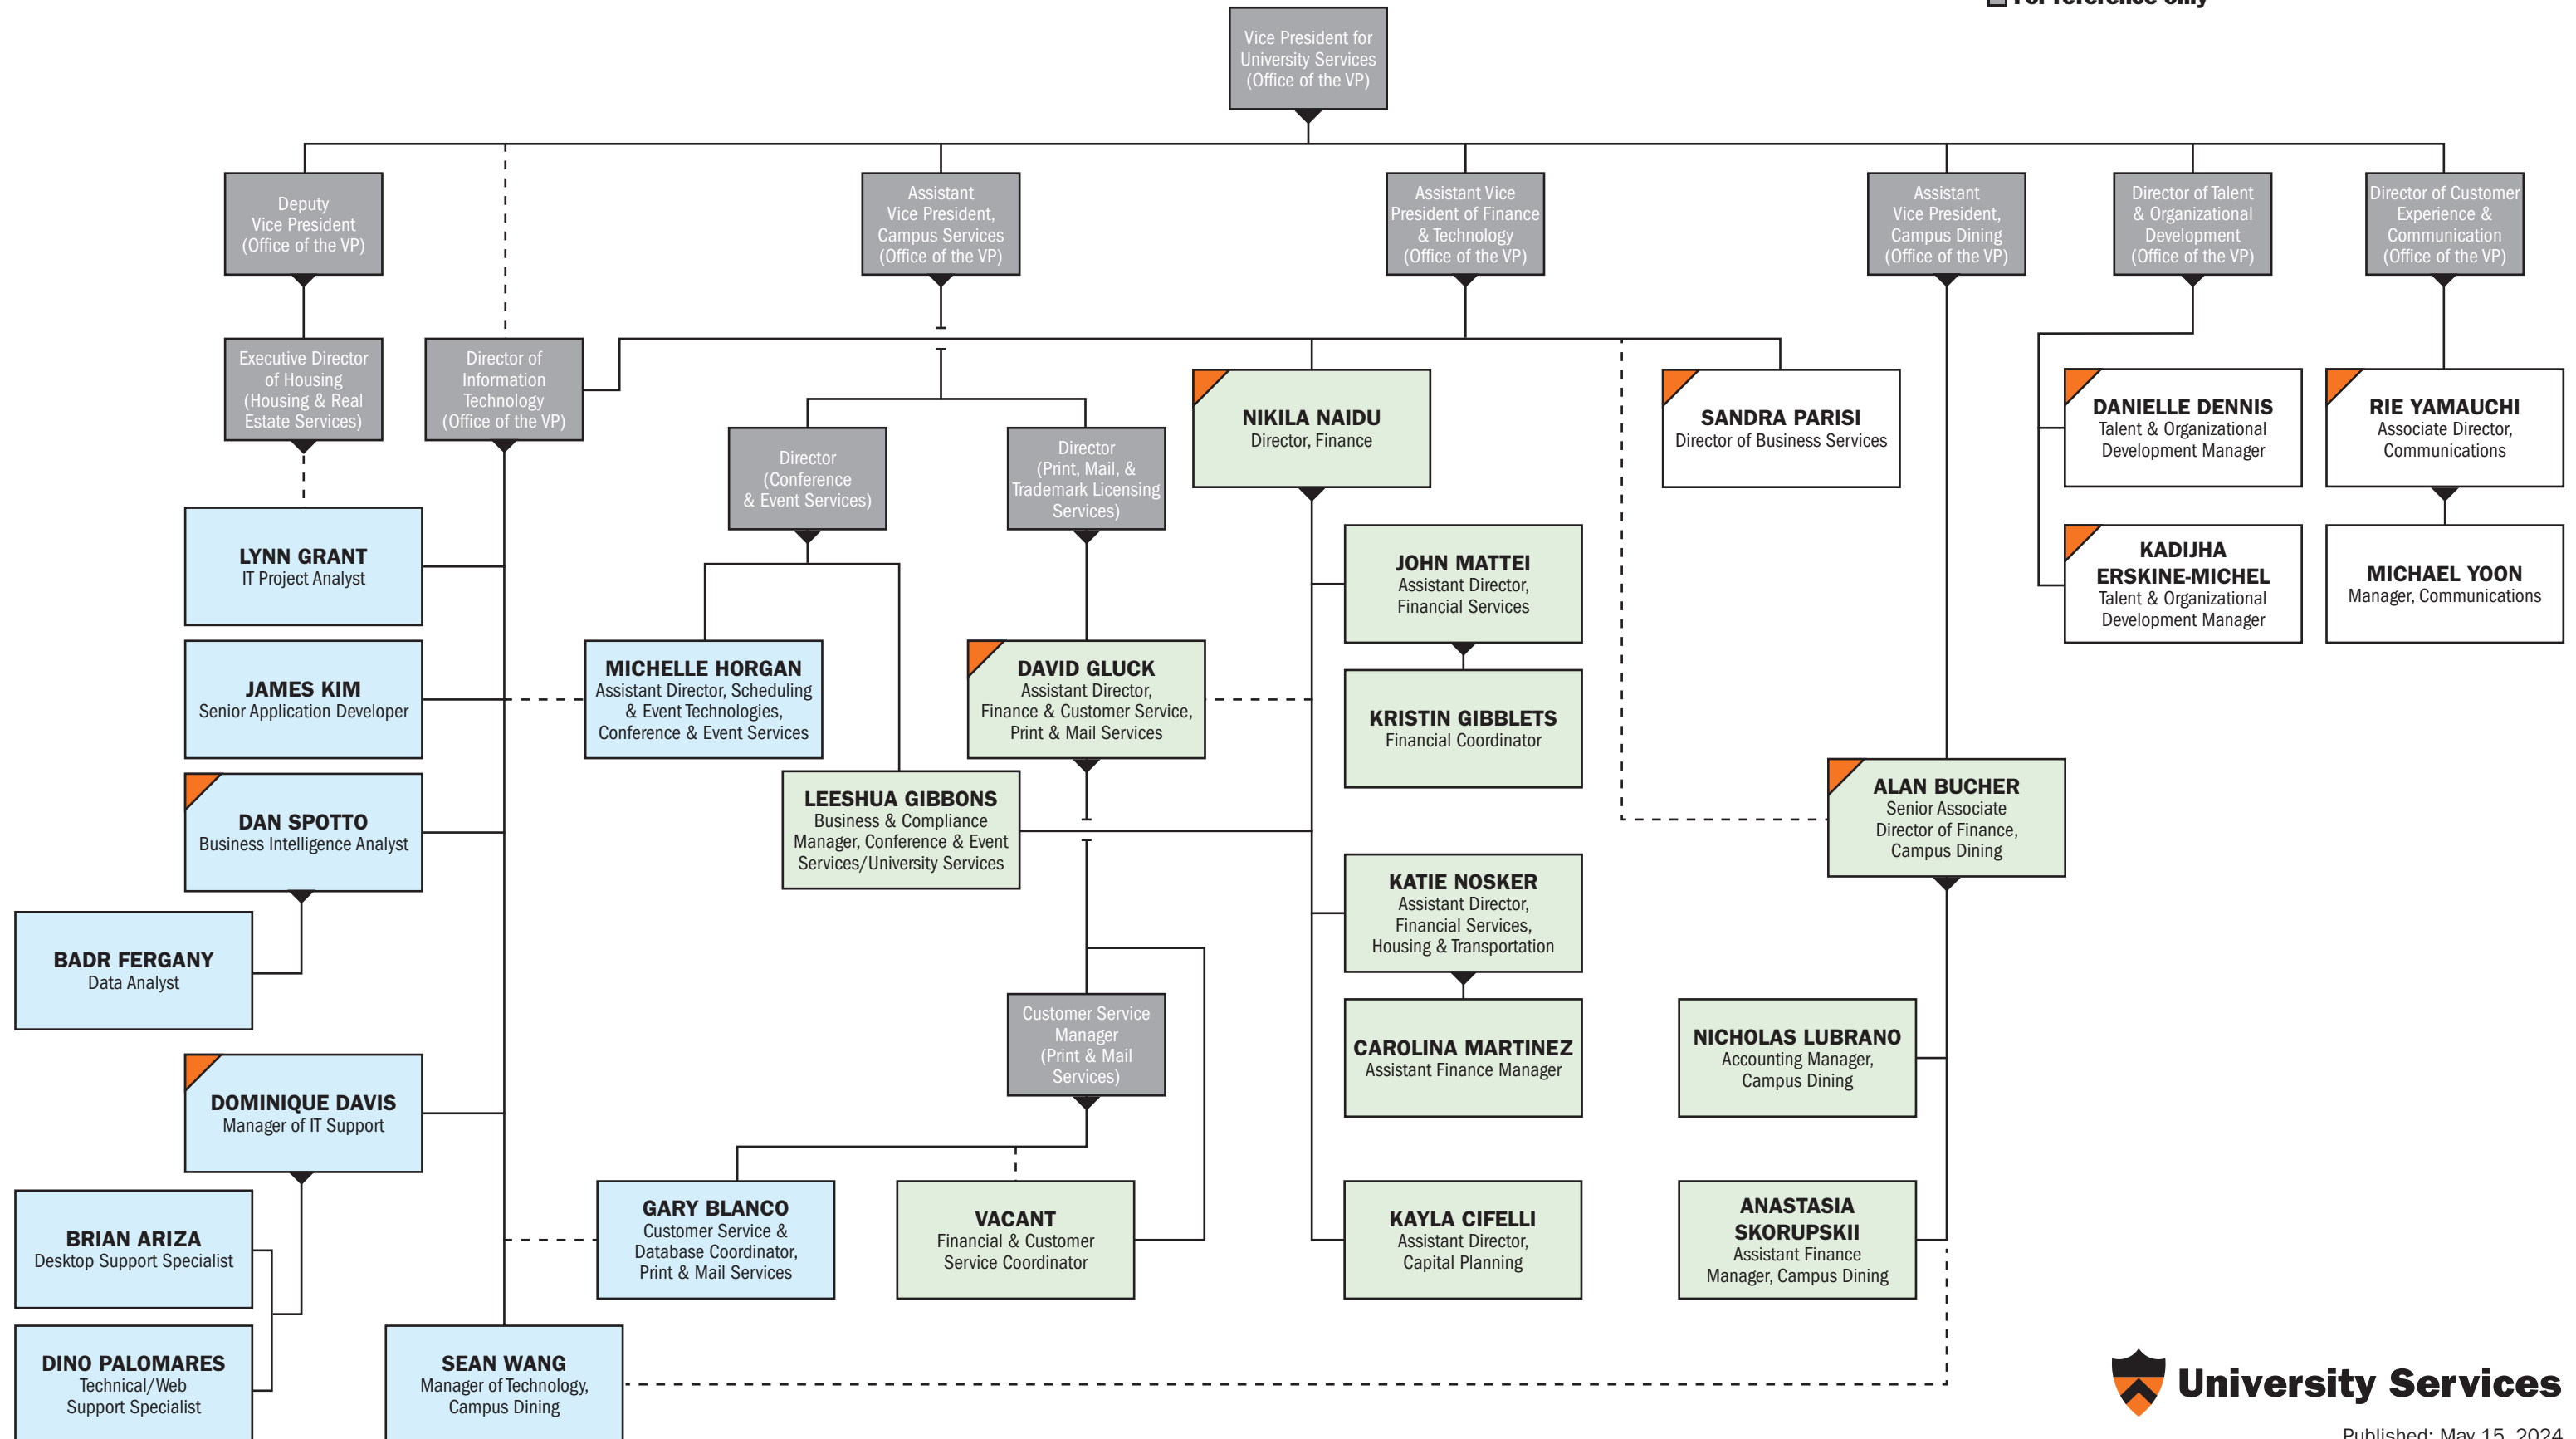 For reference only
Vice President for
University Services
(Office of the VP)
Deputy
Vice President
(Office of the VP)
Assistant
Vice President,
Campus Services
(Office of the VP)
Assistant Vice
President of Finance
& Technology
(Office of the VP)
Assistant
Vice President,
Campus Dining
(Office of the VP)
Director of Talent
& Organizational
Development
(Office of the VP)
Director of Customer
Experience &
Communication
(Office of the VP)
Executive Director
of Housing
(Housing & Real
Estate Services)
Director of
Information
Technology
(Office of the VP)
Director
(Conference
& Event Services)
Director
(Print, Mail, &
Trademark Licensing
Services)
NIKILA NAIDU
Director, Finance
SANDRA PARISI
Director of Business Services
DANIELLE DENNIS
Talent & Organizational
Development Manager
RIE YAMAUCHI
Associate Director,
Communications
LYNN GRANT
IT Project Analyst
JOHN MATTEI
Assistant Director,
Financial Services
KADIJHA
ERSKINE-MICHEL
Talent & Organizational
Development Manager
MICHAEL YOON
Manager, Communications
JAMES KIM
Senior Application Developer
MICHELLE HORGAN
Assistant Director, Scheduling
& Event Technologies,
Conference & Event Services
DAVID GLUCK
Assistant Director,
Finance & Customer Service,
Print & Mail Services
KRISTIN GIBBLETS
Financial Coordinator
DAN SPOTTO
Business Intelligence Analyst
LEESHUA GIBBONS
Business & Compliance
Manager, Conference & Event
Services/University Services
ALAN BUCHER
Senior Associate
Director of Finance,
Campus Dining
KATIE NOSKER
Assistant Director,
Financial Services,
Housing & Transportation
BADR FERGANY
Data Analyst
Customer Service
Manager
(Print & Mail
Services)
CAROLINA MARTINEZ
Assistant Finance Manager
NICHOLAS LUBRANO
Accounting Manager,
Campus Dining
DOMINIQUE DAVIS
Manager of IT Support
BRIAN ARIZA
Desktop Support Specialist
GARY BLANCO
Customer Service &
Database Coordinator,
Print & Mail Services
VACANT
Financial & Customer
Service Coordinator
KAYLA CIFELLI
Assistant Director,
Capital Planning
ANASTASIA
SKORUPSKII
Assistant Finance
Manager, Campus Dining
DINO PALOMARES
Technical/Web
Support Specialist
SEAN WANG
Manager of Technology,
Campus Dining
University Services
Published: May 15, 2024